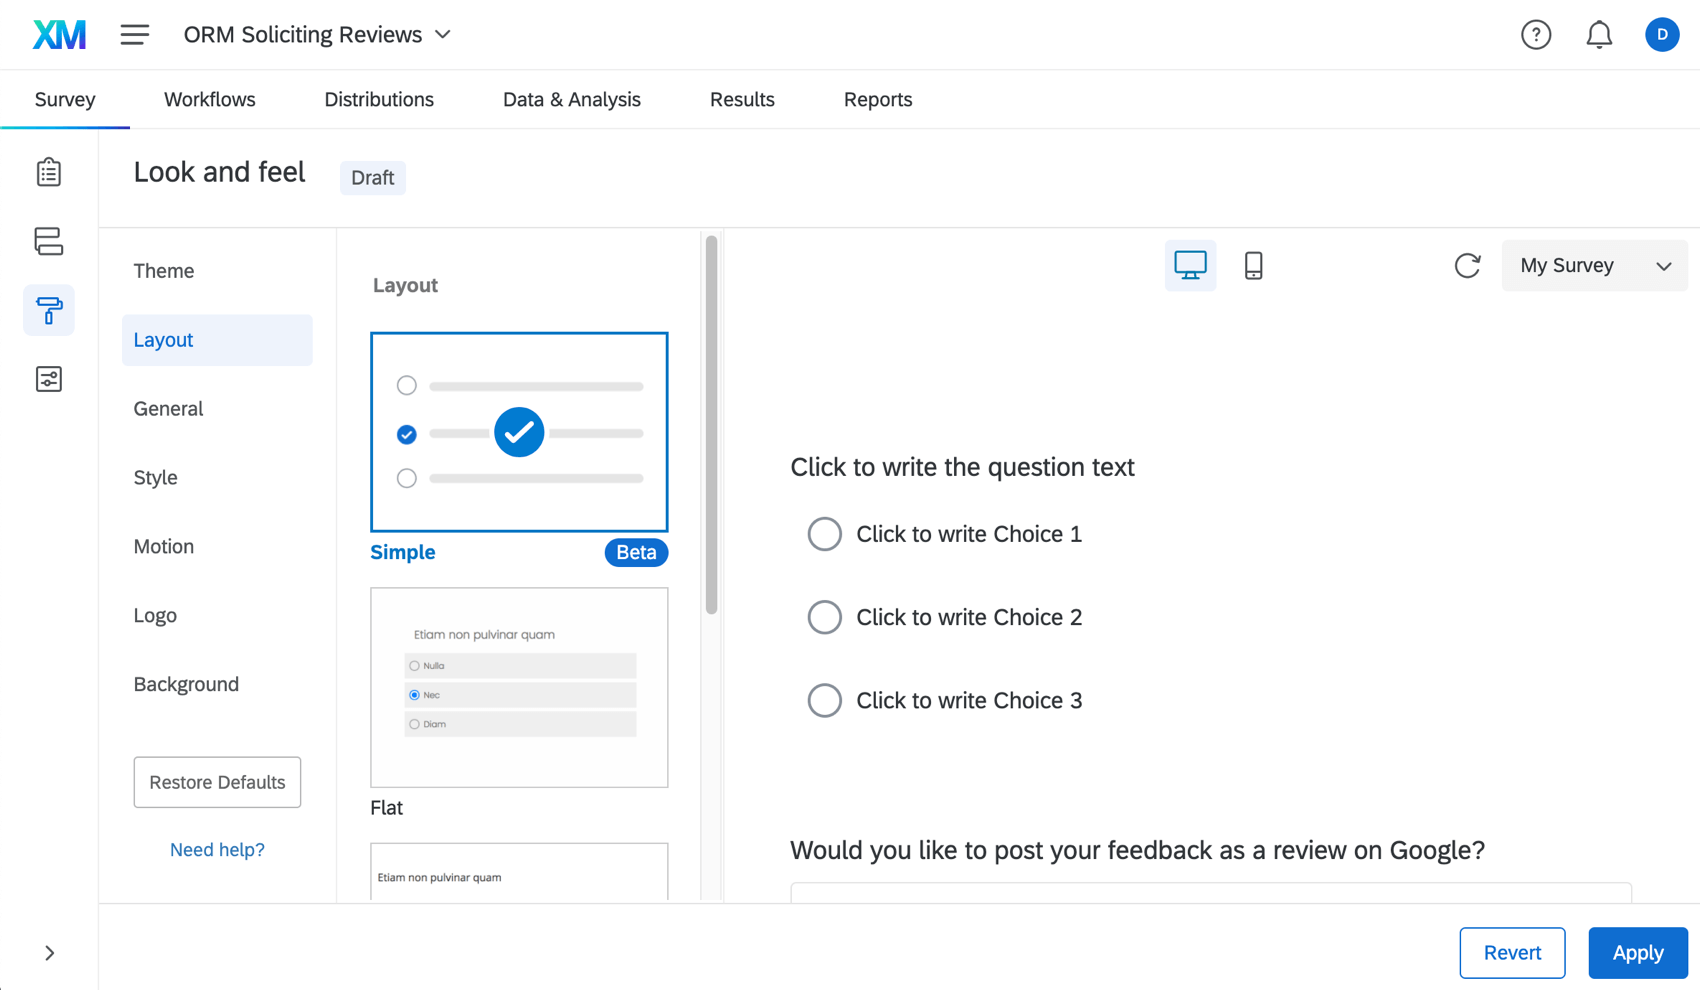 XM
ORM Soliciting Reviews
D
Survey
Workflows
Distributions
Data & Analysis
Results
Reports
Look and feel
Draft
Theme
Layout
General
Style
Motion
Logo
Background
Restore Defaults
Need help?
Layout
Simple
Beta
Etiam non pulvinar quam
Nulla
Nec
Diam
Flat
Etiam non pulvinar quam
My Survey
Click to write the question text
Click to write Choice 1
Click to write Choice 2
Click to write Choice 3
Would you like to post your feedback as a review on Google?
Revert
Apply